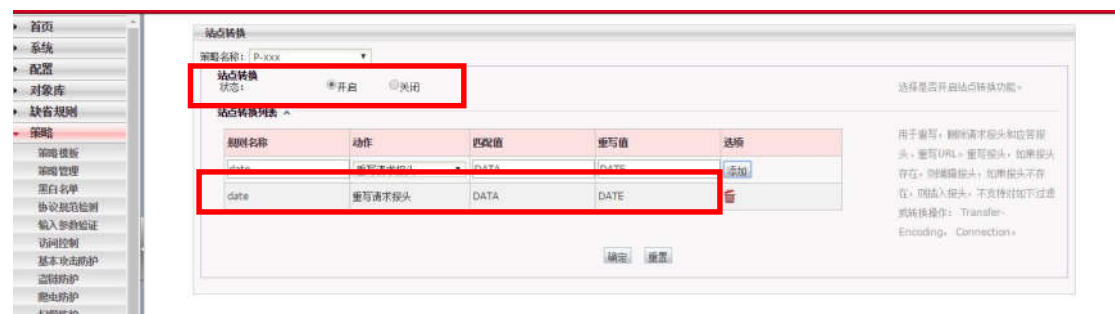 首页
系统
配置
对象库
缺省规则
策略
策略模板
策略管理
黑白名单
协议规范检测
输入参数验证
访问控制
基本攻击防护
盗链防护
爬虫防护
站点转换
策略名称: P-xxx
站点转换
状态: 开启 关闭
选择是否开启站点转换功能。
站点转换列表
规则名称 动作 匹配值 重写值 选项
date 重写请求报头 DATA DATE 添加
date 重写请求报头 DATA DATE
用于重写，删除请求报头和应答报
头，重写URL。重写报头，如果报头
存在，则编辑报头，如果报头不存
在，则插入报头，不支持对如下过滤
或转换操作： Transfer-
Encoding，Connection。
确定 重置